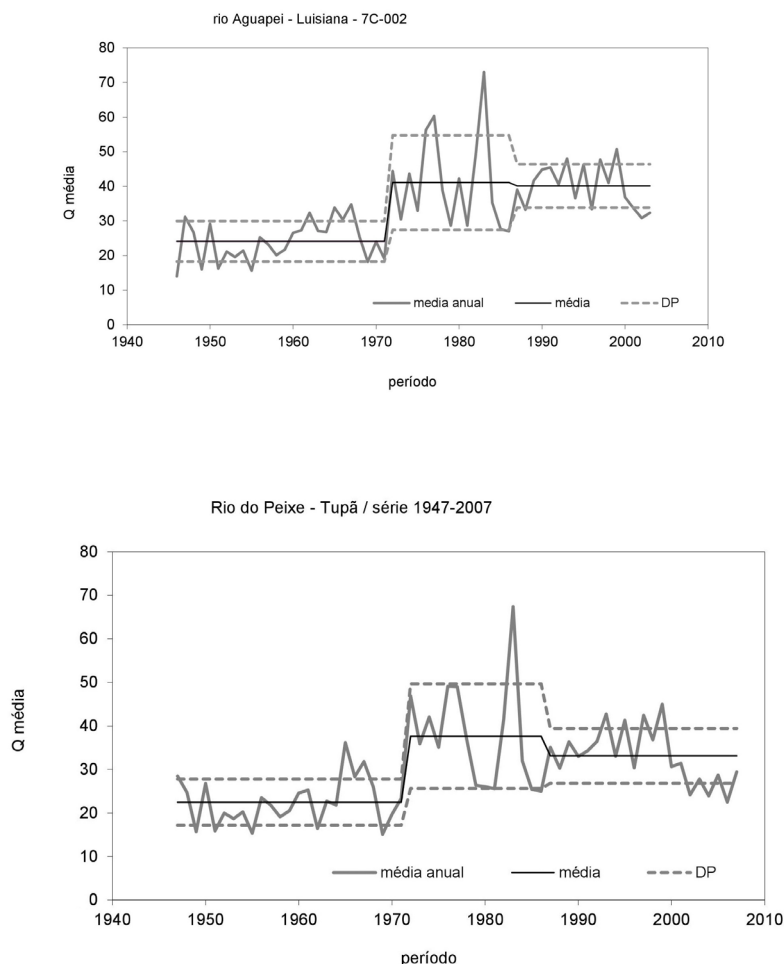 rio Aguapei - Luisiana - 7C-002
80
70
60
50
40
30
20
10
0
Q média
media anual média DP
1940 1950 1960 1970 1980 1990 2000 2010
período
Rio do Peixe - Tupã / série 1947-2007
80
70
60
50
40
30
20
10
0
Q média
média anual média DP
1940 1950 1960 1970 1980 1990 2000 2010
período